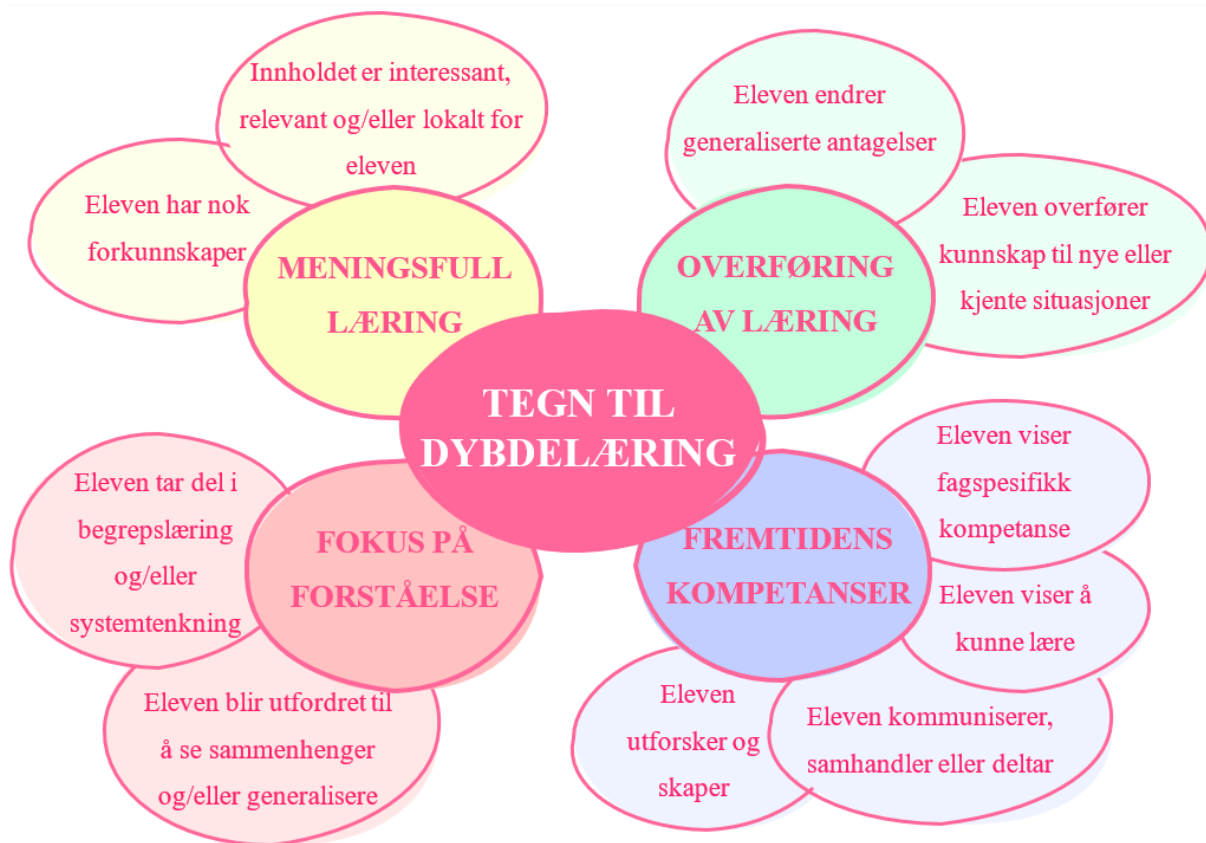 Innholdet er interessant,
relevant og/eller lokalt for
eleven
Eleven har nok
forkunnskaper
MENINGSFULL
LÆRING
Eleven endrer
generaliserte antagelser
Eleven overfører
kunnskap til nye eller
kjente situasjoner
OVERFØRING
AV LÆRING
TEGN TIL
DYBDELÆRING
Eleven tar del i
begrepslæring
og/eller
systemtenkning
FOKUS PÅ
FORSTÅELSE
Eleven blir utfordret til
å se sammenhenger
og/eller generalisere
FREMTIDENS
KOMPETANSER
Eleven viser
fagspesifikk
kompetanse
Eleven viser å
kunne lære
Eleven kommuniserer,
samhandler eller deltar
Eleven
utforsker og
skaper